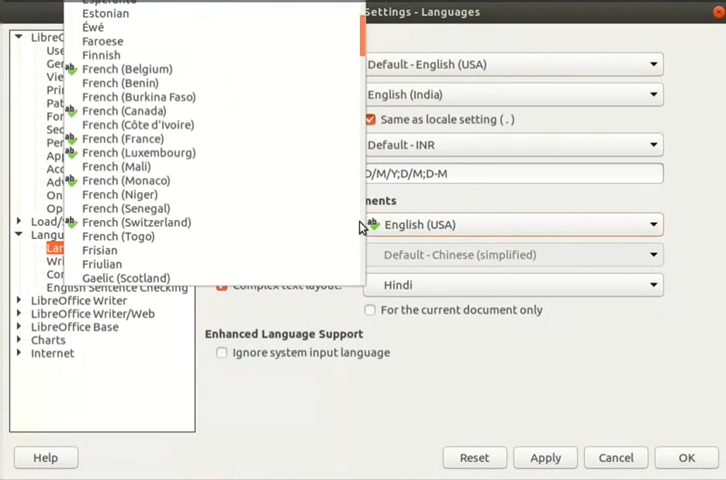 Settings - Languages
Esperanto
Estonian
Éwé
Faroese
Finnish
French (Belgium)
French (Benin)
French (Burkina Faso)
French (Canada)
French (Côte d'Ivoire)
French (France)
French (Luxembourg)
French (Mali)
French (Monaco)
French (Niger)
French (Senegal)
French (Switzerland)
French (Togo)
Frisian
Friulian
Gaelic (Scotland)
LibreOffice Writer
LibreOffice Writer/Web
LibreOffice Base
Charts
Internet
English Sentence Checking
Default - English (USA)
English (India)
Same as locale setting ( . )
Default - INR
D/M/Y;D/M;D-M
English (USA)
Default - Chinese (simplified)
Complex text layout:
Hindi
For the current document only
Enhanced Language Support
Ignore system input language
Help
Reset
Apply
Cancel
OK